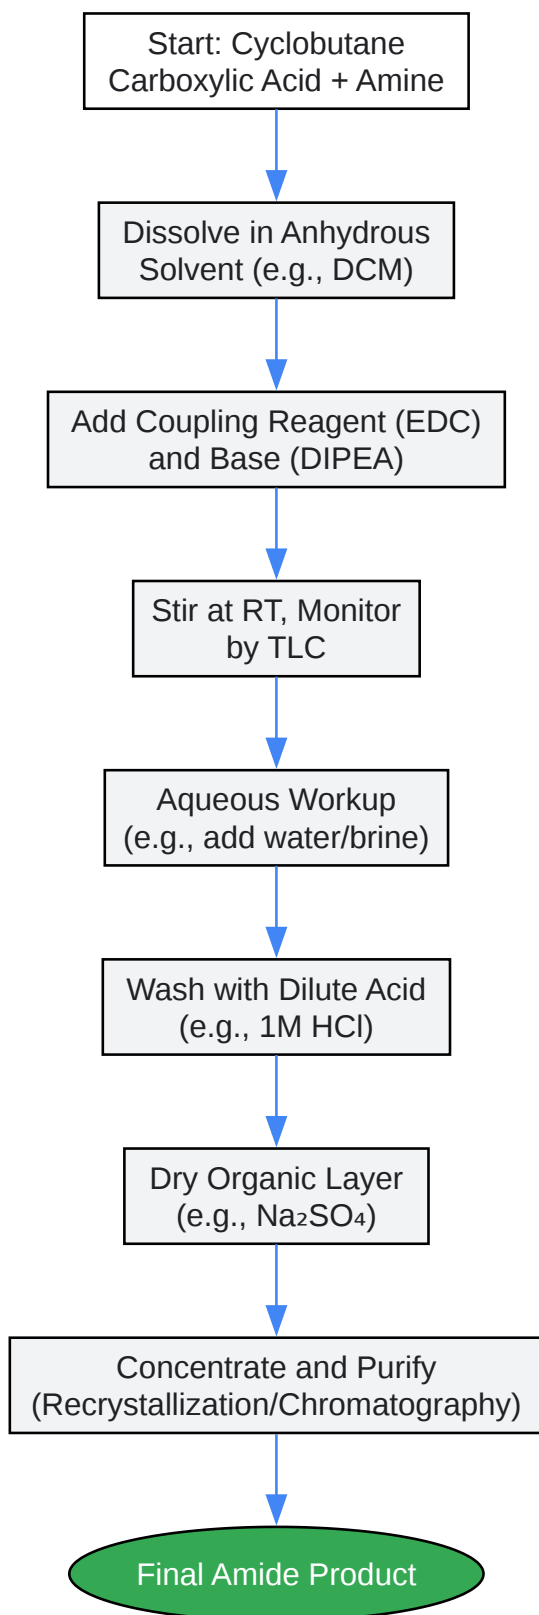 Start: Cyclobutane
Carboxylic Acid + Amine
Dissolve in Anhydrous
Solvent (e.g., DCM)
Add Coupling Reagent (EDC)
and Base (DIPEA)
Stir at RT, Monitor
by TLC
Aqueous Workup
(e.g., add water/brine)
Wash with Dilute Acid
(e.g., 1M HCl)
Dry Organic Layer
(e.g., Na₂SO₄)
Concentrate and Purify
(Recrystallization/Chromatography)
Final Amide Product